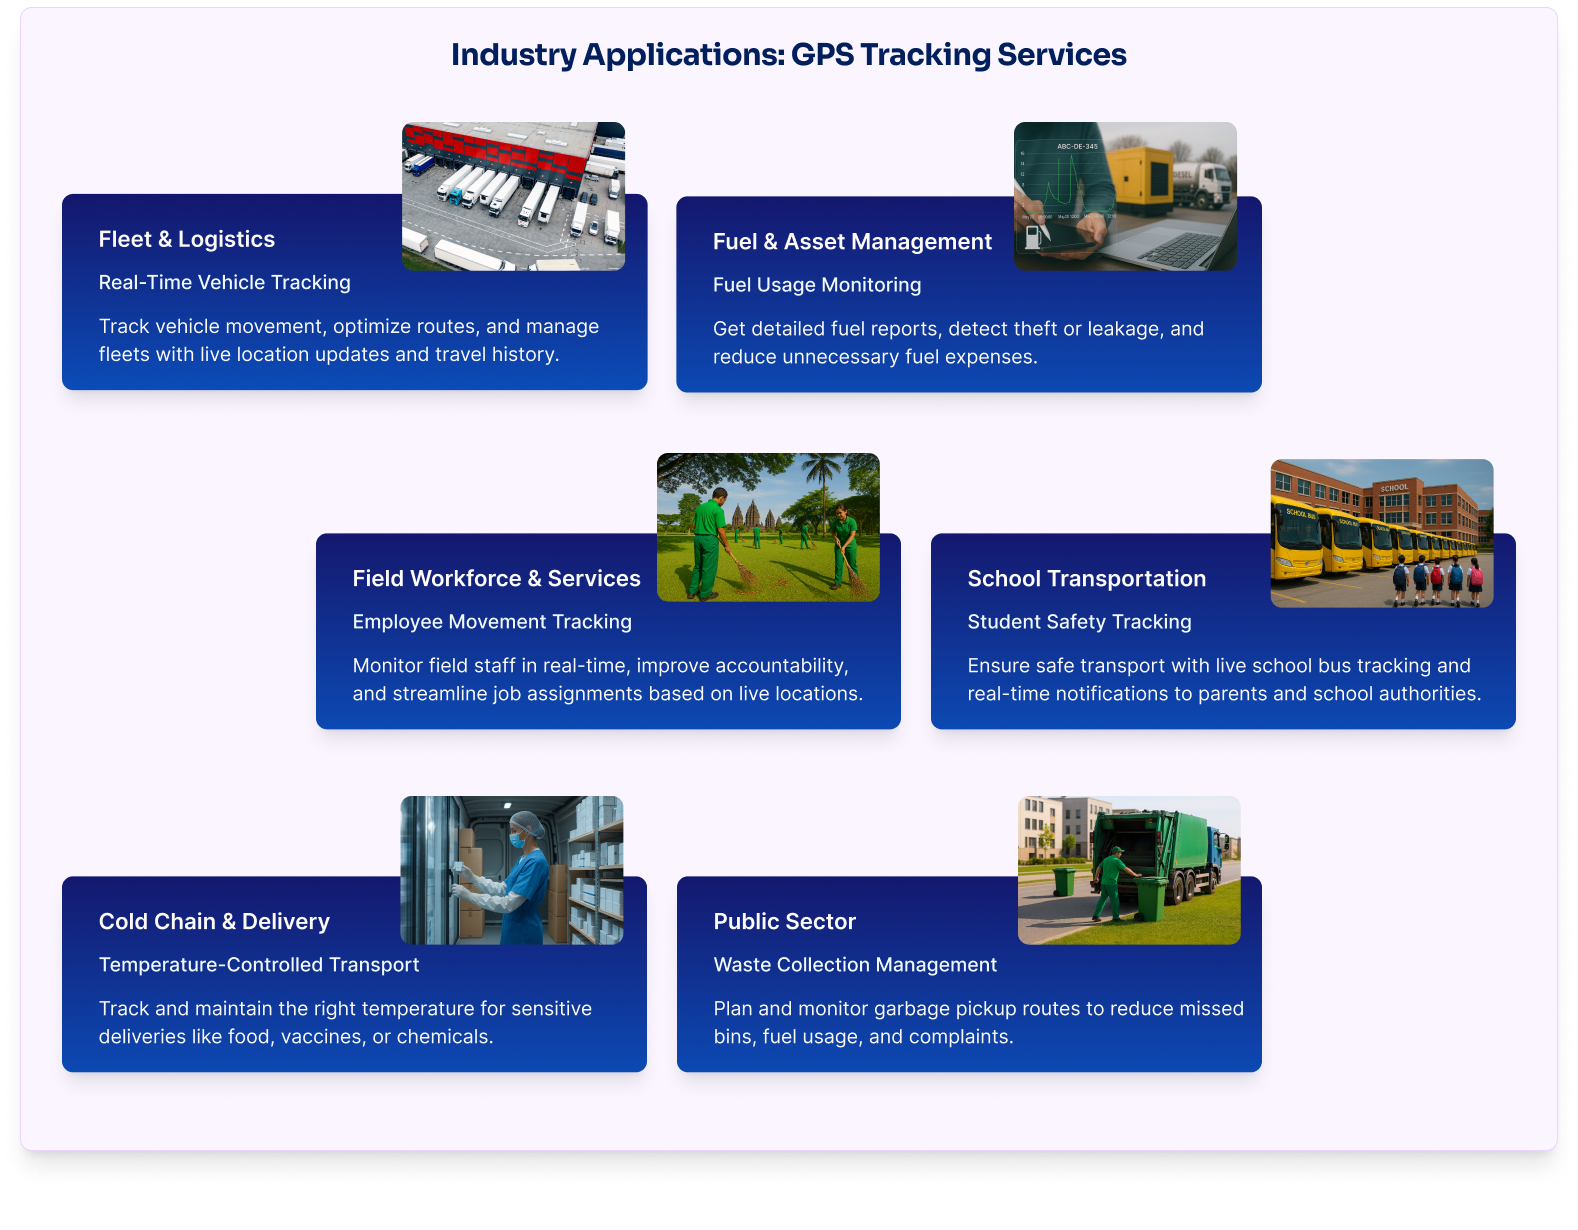 Industry Applications: GPS Tracking Services
Fleet & Logistics
Real-Time Vehicle Tracking
Track vehicle movement, optimize routes, and manage
fleets with live location updates and travel history.
ABC-DE-345
DIESEL
Fuel & Asset Management
Fuel Usage Monitoring
Get detailed fuel reports, detect theft or leakage, and
reduce unnecessary fuel expenses.
Field Workforce & Services
Employee Movement Tracking
Monitor field staff in real-time, improve accountability,
and streamline job assignments based on live locations.
SCHOOL
SCHOOL BUS
SCHOOL BUS
School Transportation
Student Safety Tracking
Ensure safe transport with live school bus tracking and
real-time notifications to parents and school authorities.
Cold Chain & Delivery
Temperature-Controlled Transport
Track and maintain the right temperature for sensitive
deliveries like food, vaccines, or chemicals.
Public Sector
Waste Collection Management
Plan and monitor garbage pickup routes to reduce missed
bins, fuel usage, and complaints.